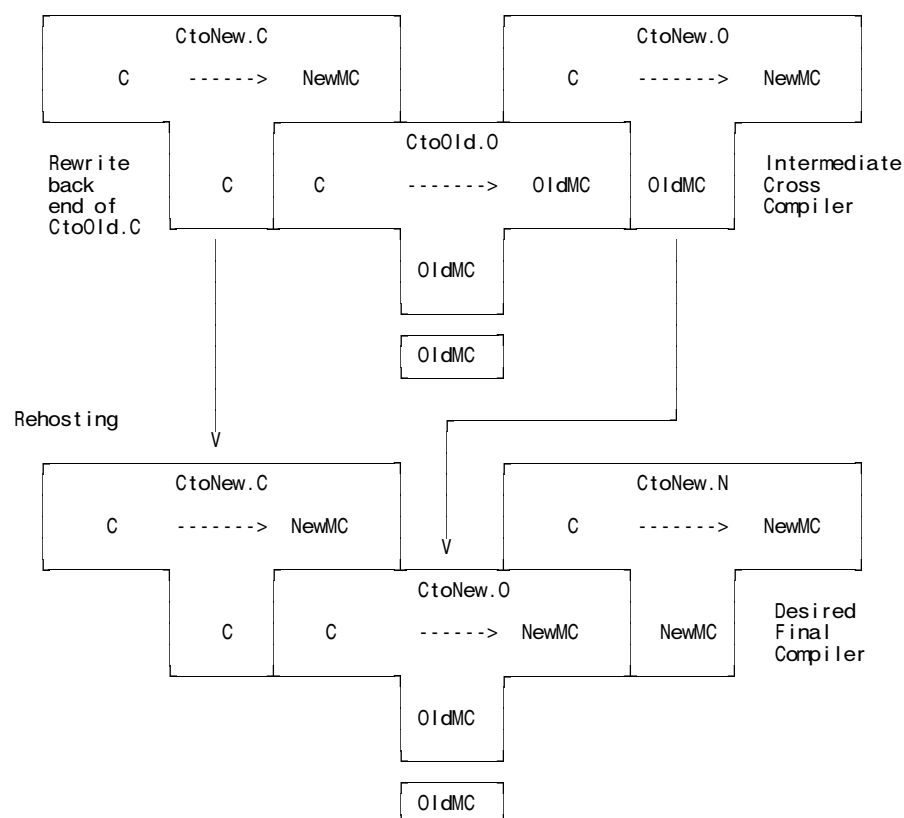 CtoNew.C CtoNew.O
C ------> NewMC C ------> NewMC
CtoOld.O
Rewrite Intermediate
back C C -------> OldMC OldMC Cross
end of Compiler
CtoOld.C
OldMC
OldMC
Rehosting
V
CtoNew.C CtoNew.N
C -------> NewMC C -------> NewMC
V
CtoNew.O
Desired
C C ------> NewMC NewMC Final
Compiler
OldMC
OldMC